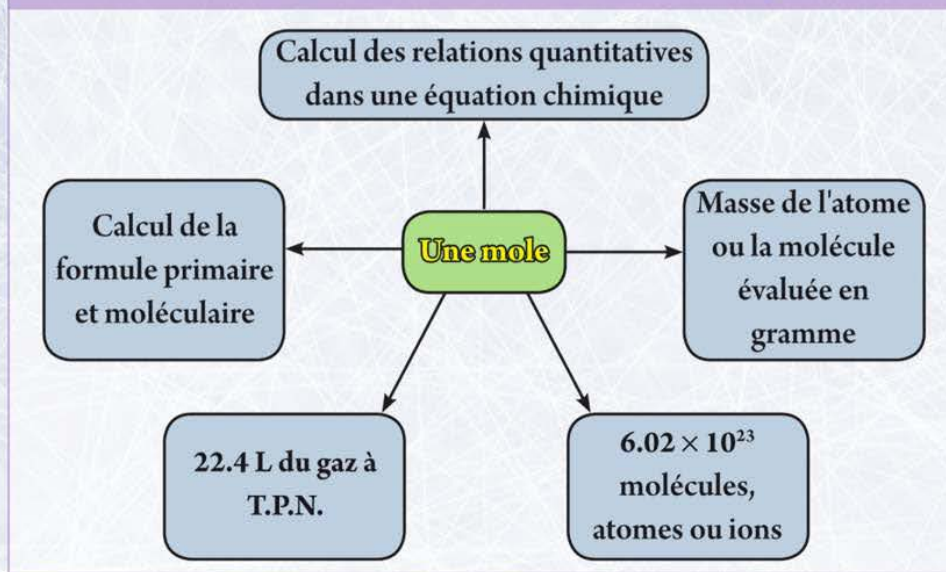 Calcul des relations quantitatives
dans une équation chimique
Calcul de la
formule primaire
et moléculaire
Une mole
Masse de l'atome
ou la molécule
évaluée en
gramme
22.4 L du gaz à
T.P.N.
6.02 × 10²³
molécules,
atomes ou ions